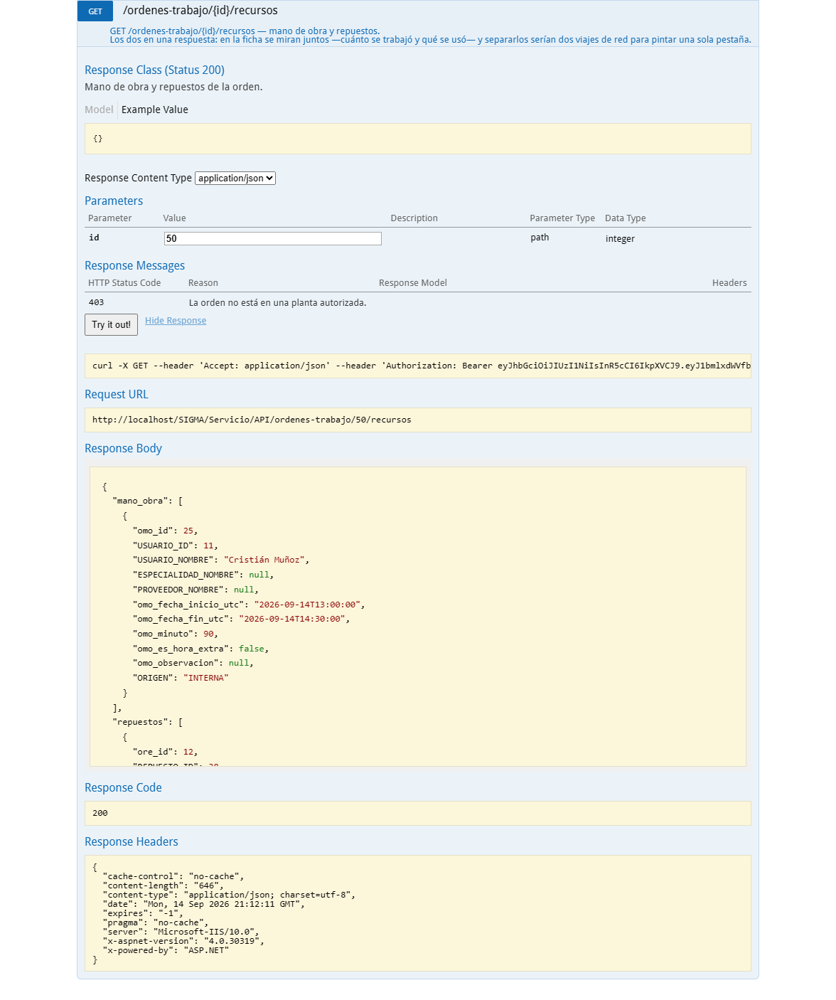 GET /ordenes-trabajo/{id}/recursos
GET /ordenes-trabajo/{id}/recursos — mano de obra y repuestos.
Los dos en una respuesta: en la ficha se miran juntos —cuánto se trabajó y qué se usó— y separarlos serían dos viajes de red para pintar una sola pestaña.
Response Class (Status 200)
Mano de obra y repuestos de la orden.
Model Example Value
{}
Response Content Type application/json
Parameters
Parameter Value Description Parameter Type Data Type
id 50 path integer
Response Messages
HTTP Status Code Reason Response Model Headers
403 La orden no está en una planta autorizada.
Try it out! Hide Response
curl -X GET --header 'Accept: application/json' --header 'Authorization: Bearer eyJhbGciOiJIUzI1NiIsInR5cCI6IkpXVCJ9.eyJ1bmlxdWVfb
Request URL
http://localhost/SIGMA/Servicio/API/ordenes-trabajo/50/recursos
Response Body
{
"mano_obra": [
{
"omo_id": 25,
"USUARIO_ID": 11,
"USUARIO_NOMBRE": "Cristián Muñoz",
"ESPECIALIDAD_NOMBRE": null,
"PROVEEDOR_NOMBRE": null,
"omo_fecha_inicio_utc": "2026-09-14T13:00:00",
"omo_fecha_fin_utc": "2026-09-14T14:30:00",
"omo_minuto": 90,
"omo_es_hora_extra": false,
"omo_observacion": null,
"ORIGEN": "INTERNA"
}
],
"repuestos": [
{
"ore_id": 12,
"REPUESTO_ID": 38
Response Code
200
Response Headers
{
"cache-control": "no-cache",
"content-length": "646",
"content-type": "application/json; charset=utf-8",
"date": "Mon, 14 Sep 2026 21:12:11 GMT",
"expires": "-1",
"pragma": "no-cache",
"server": "Microsoft-IIS/10.0",
"x-aspnet-version": "4.0.30319",
"x-powered-by": "ASP.NET"
}